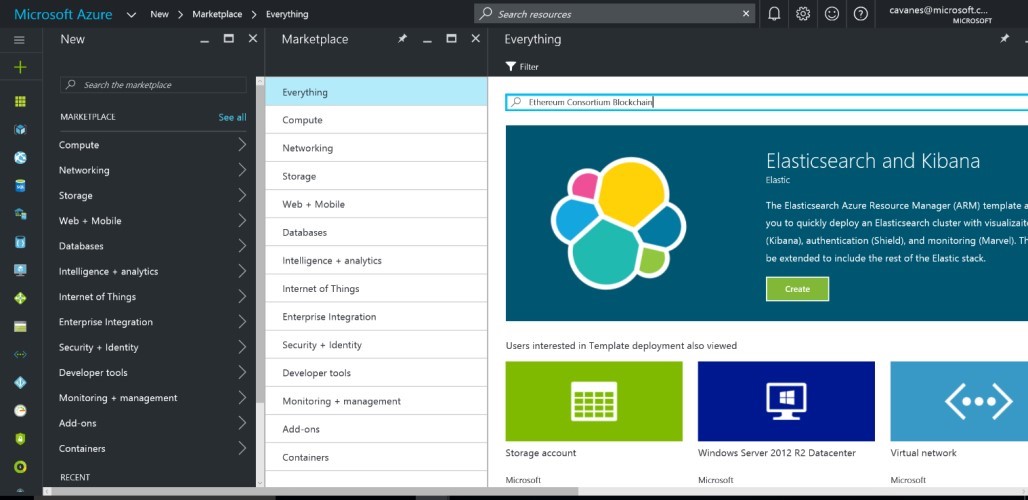 Microsoft Azure New Marketplace Everything Search resources cavanes@microsoft.c...
MICROSOFT
New
Search the marketplace
MARKETPLACE See all
Compute
Networking
Storage
Web + Mobile
Databases
Intelligence + analytics
Internet of Things
Enterprise Integration
Security + Identity
Developer tools
Monitoring + management
Add-ons
Containers
RECENT
Marketplace
Everything
Compute
Networking
Storage
Web + Mobile
Databases
Intelligence + analytics
Internet of Things
Enterprise Integration
Security + Identity
Developer tools
Monitoring + management
Add-ons
Containers
Everything
Filter
Ethereum Consortium Blockchain
Elasticsearch and Kibana
Elastic
The Elasticsearch Azure Resource Manager (ARM) template a
you to quickly deploy an Elasticsearch cluster with visualizait
(Kibana), authentication (Shield), and monitoring (Marvel). Th
be extended to include the rest of the Elastic stack.
Create
Users interested in Template deployment also viewed
Storage account Windows Server 2012 R2 Datacenter Virtual network
Microsoft Microsoft Microsoft